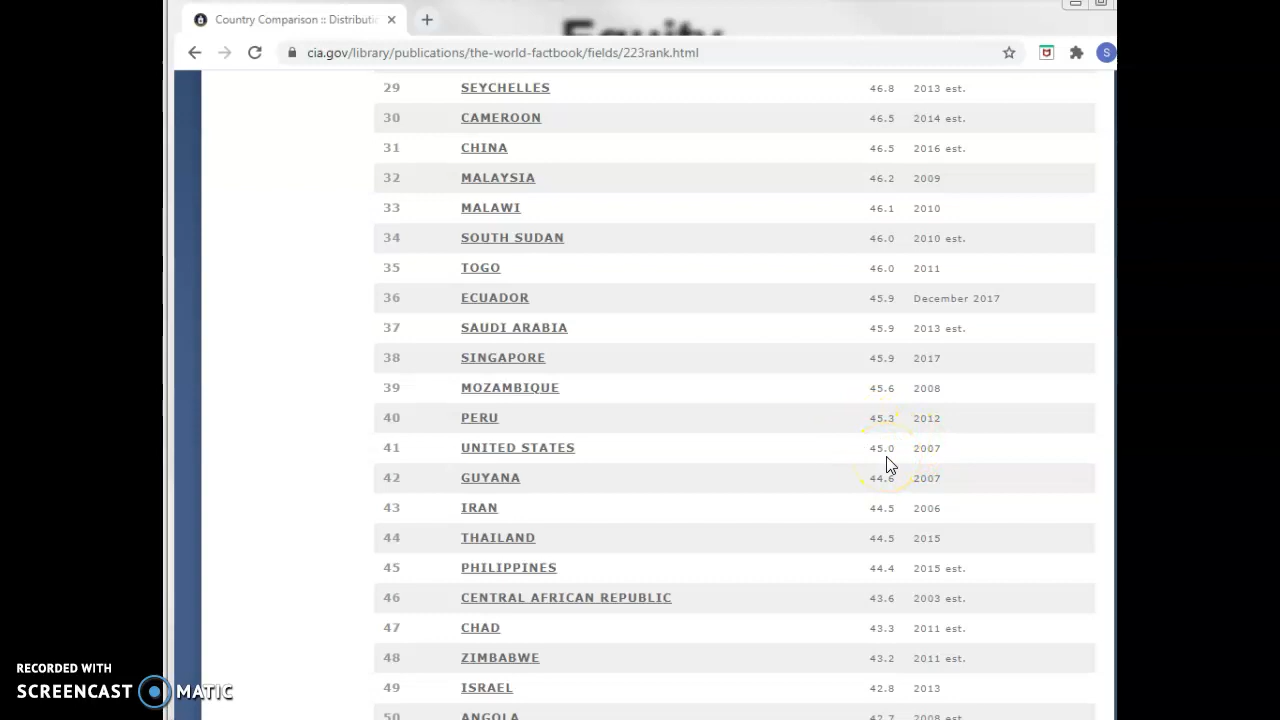 Equity
Country Comparison :: Distributi
cia.gov/library/publications/the-world-factbook/fields/223rank.html
S
29 SEYCHELLES 46.8 2013 est.
30 CAMEROON 46.5 2014 est.
31 CHINA 46.5 2016 est.
32 MALAYSIA 46.2 2009
33 MALAWI 46.1 2010
34 SOUTH SUDAN 46.0 2010 est.
35 TOGO 46.0 2011
36 ECUADOR 45.9 December 2017
37 SAUDI ARABIA 45.9 2013 est.
38 SINGAPORE 45.9 2017
39 MOZAMBIQUE 45.6 2008
40 PERU 45.3 2012
41 UNITED STATES 45.0 2007
42 GUYANA 44.6 2007
43 IRAN 44.5 2006
44 THAILAND 44.5 2015
45 PHILIPPINES 44.4 2015 est.
46 CENTRAL AFRICAN REPUBLIC 43.6 2003 est.
47 CHAD 43.3 2011 est.
48 ZIMBABWE 43.2 2011 est.
49 ISRAEL 42.8 2013
50 ANGOLA 42.7 2008 est.
RECORDED WITH
SCREENCAST MATIC